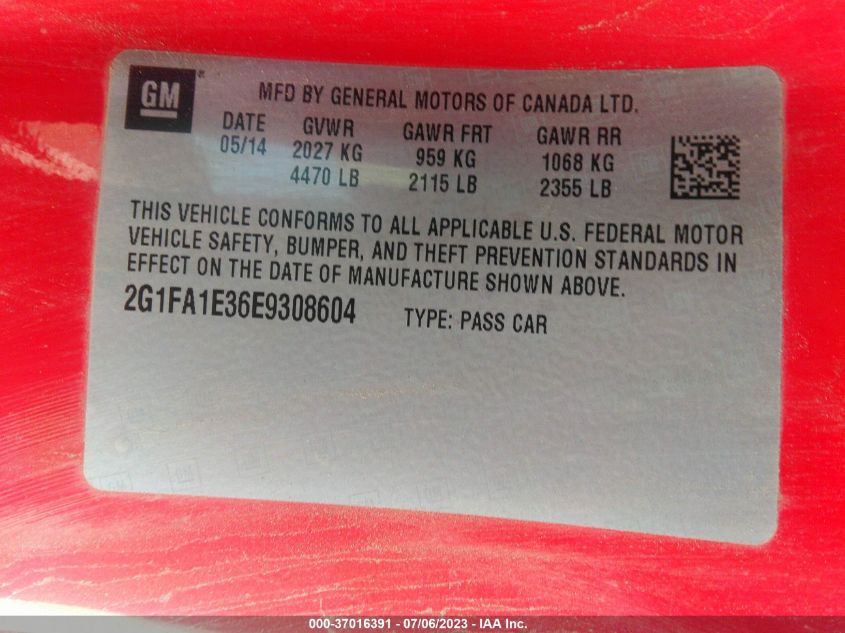 GM
MFD BY GENERAL MOTORS OF CANADA LTD.
DATE GVWR GAWR FRT GAWR RR
05/14 2027 KG 959 KG 1068 KG
4470 LB 2115 LB 2355 LB
THIS VEHICLE CONFORMS TO ALL APPLICABLE U.S. FEDERAL MOTOR
VEHICLE SAFETY, BUMPER, AND THEFT PREVENTION STANDARDS IN
EFFECT ON THE DATE OF MANUFACTURE SHOWN ABOVE.
2G1FA1E36E9308604 TYPE: PASS CAR
000-37016391 - 07/06/2023 - IAA Inc.